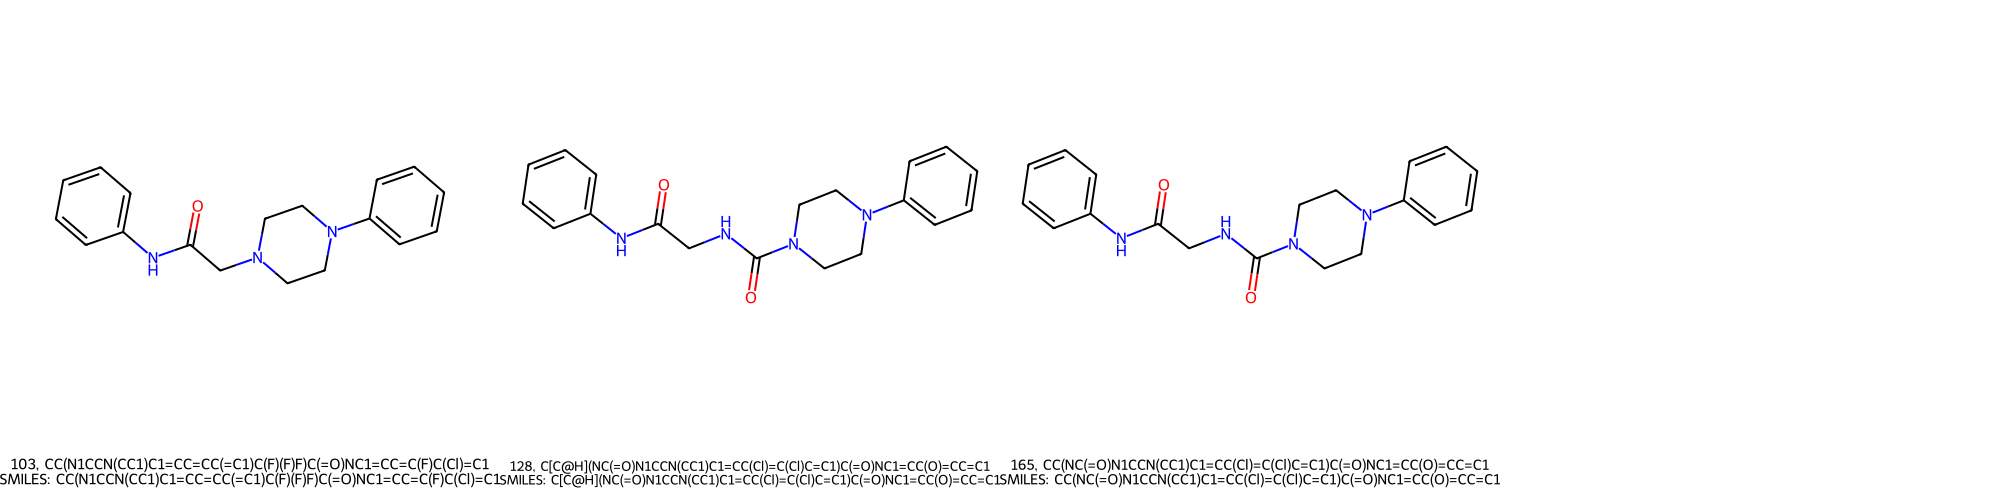 O
N
H
N
N
O
N
H
H
N
O
N
N
O
N
H
H
N
O
N
N
103, CC(N1CCN(CC1)C1=CC=CC(=C1)C(F)(F)F)C(=O)NC1=CC=C(F)C(Cl)=C1
SMILES: CC(N1CCN(CC1)C1=CC=CC(=C1)C(F)(F)F)C(=O)NC1=CC=C(F)C(Cl)=C1
128, C[C@H](NC(=O)N1CCN(CC1)C1=CC(Cl)=C(Cl)C=C1)C(=O)NC1=CC(O)=CC=C1
SMILES: C[C@H](NC(=O)N1CCN(CC1)C1=CC(Cl)=C(Cl)C=C1)C(=O)NC1=CC(O)=CC=C1
165, CC(NC(=O)N1CCN(CC1)C1=CC(Cl)=C(Cl)C=C1)C(=O)NC1=CC(O)=CC=C1
SMILES: CC(NC(=O)N1CCN(CC1)C1=CC(Cl)=C(Cl)C=C1)C(=O)NC1=CC(O)=CC=C1